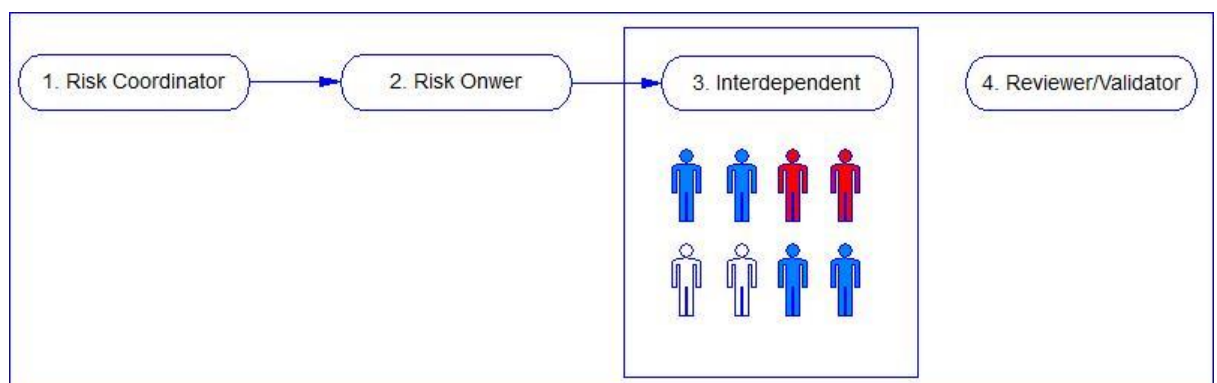 1. Risk Coordinator
2. Risk Onwer
3. Interdependent
4. Reviewer/Validator